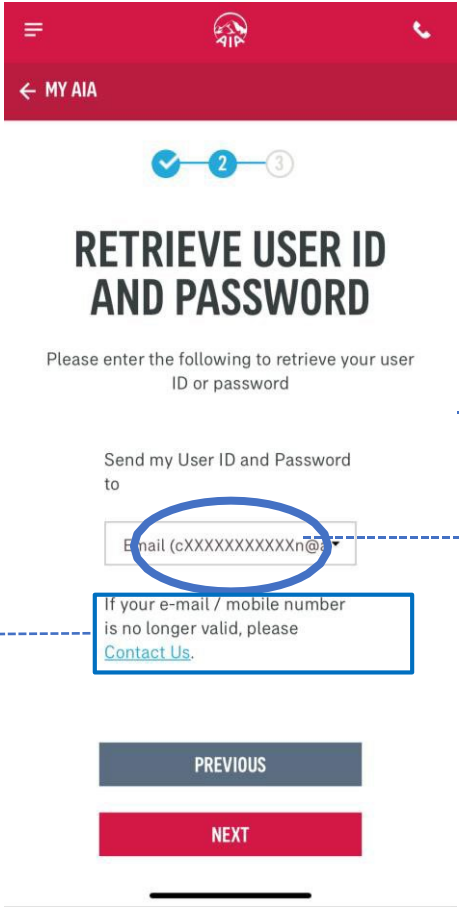 AIA
← MY AIA
2
3
RETRIEVE USER ID
AND PASSWORD
Please enter the following to retrieve your user
ID or password
Send my User ID and Password
to
Email (cXXXXXXXXXXXn@a
If your e-mail / mobile number
is no longer valid, please
Contact Us.
PREVIOUS
NEXT